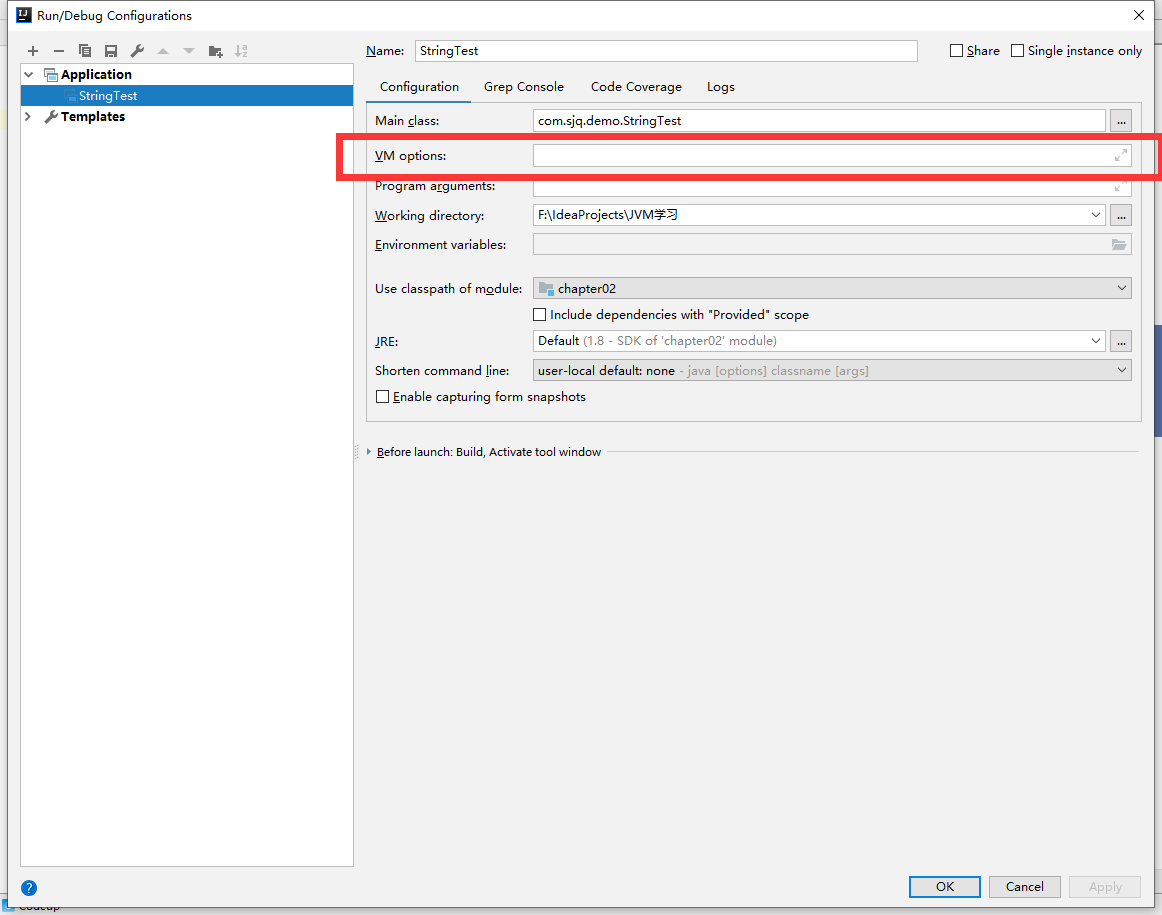 Run/Debug Configurations
Name: StringTest Share Single instance only
Application
StringTest
Templates
Configuration Grep Console Code Coverage Logs
Main class: com.sjq.demo.StringTest ...
VM options:
Program arguments:
Working directory: F:\IdeaProjects\JVM学习 ...
Environment variables:
Use classpath of module: chapter02
Include dependencies with "Provided" scope
JRE: Default (1.8 - SDK of 'chapter02' module) ...
Shorten command line: user-local default: none - java [options] classname [args]
Enable capturing form snapshots
Before launch: Build, Activate tool window
? OK Cancel Apply